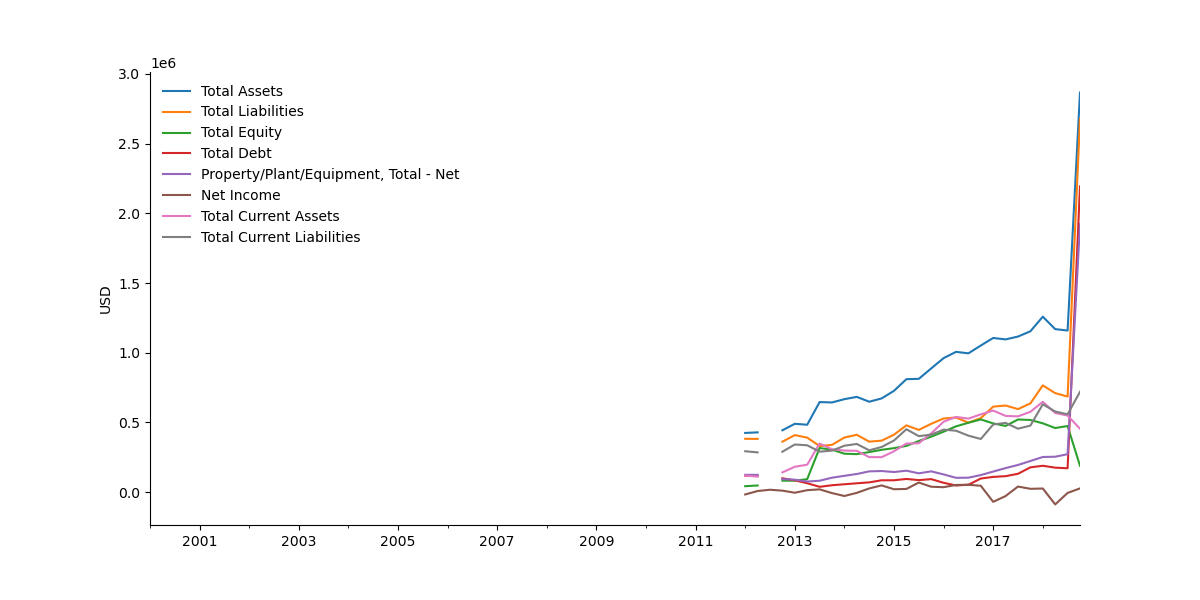 1e6
3.0
2.5
2.0
1.5
1.0
0.5
0.0
USD
Total Assets
Total Liabilities
Total Equity
Total Debt
Property/Plant/Equipment, Total - Net
Net Income
Total Current Assets
Total Current Liabilities
2001 2003 2005 2007 2009 2011 2013 2015 2017